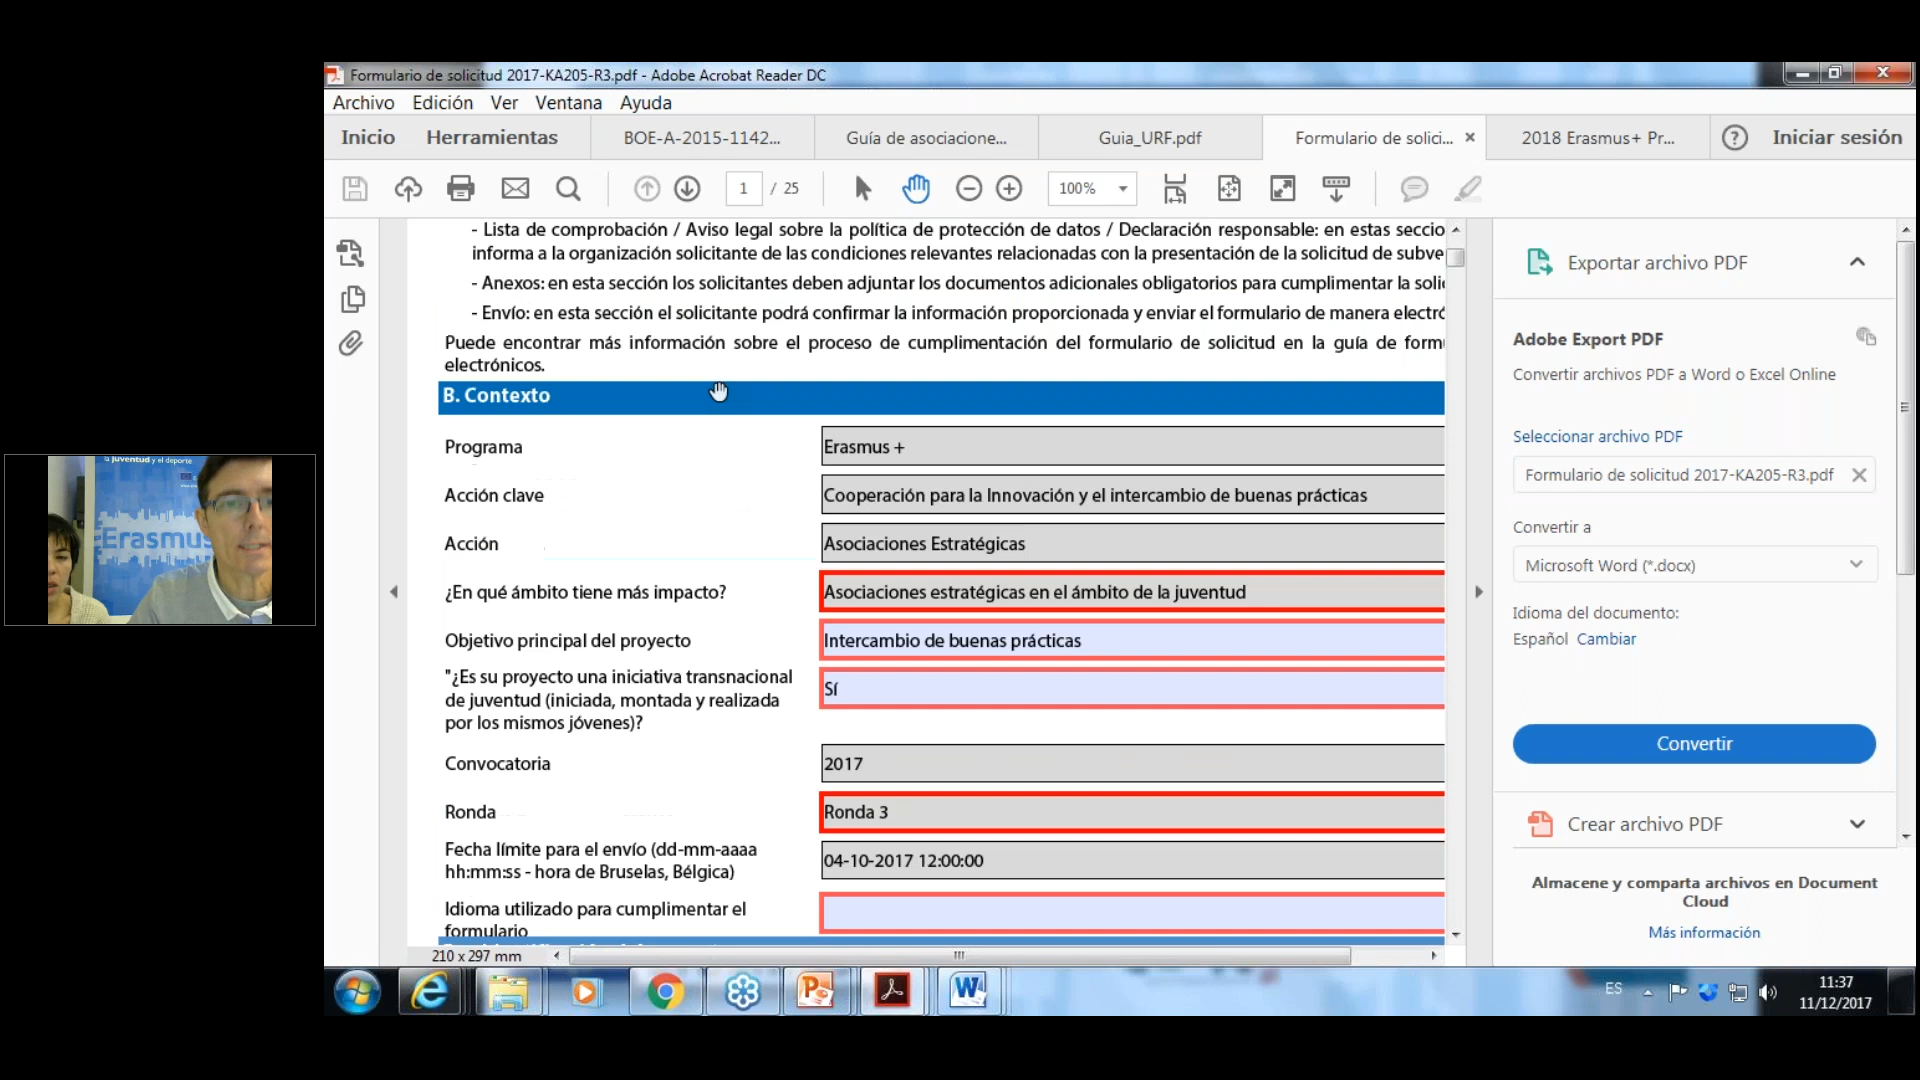 Formulario de solicitud 2017-KA205-R3.pdf - Adobe Acrobat Reader DC
Archivo Edición Ver Ventana Ayuda
Inicio Herramientas BOE-A-2015-1142... Guía de asociacione... Guia_URF.pdf Formulario de solici... 2018 Erasmus+ Pr... Iniciar sesión
1 / 25 100%
- Lista de comprobación / Aviso legal sobre la política de protección de datos / Declaración responsable: en estas seccio
informa a la organización solicitante de las condiciones relevantes relacionadas con la presentación de la solicitud de subve
- Anexos: en esta sección los solicitantes deben adjuntar los documentos adicionales obligatorios para cumplimentar la soli
- Envío: en esta sección el solicitante podrá confirmar la información proporcionada y enviar el formulario de manera electró
Puede encontrar más información sobre el proceso de cumplimentación del formulario de solicitud en la guía de form
electrónicos.
B. Contexto
Programa Erasmus +
Acción clave Cooperación para la Innovación y el intercambio de buenas prácticas
Acción Asociaciones Estratégicas
¿En qué ámbito tiene más impacto? Asociaciones estratégicas en el ámbito de la juventud
Objetivo principal del proyecto Intercambio de buenas prácticas
"¿Es su proyecto una iniciativa transnacional
de juventud (iniciada, montada y realizada
por los mismos jóvenes)?
Sí
Convocatoria 2017
Ronda Ronda 3
Fecha límite para el envío (dd-mm-aaaa
hh:mm:ss - hora de Bruselas, Bélgica)
04-10-2017 12:00:00
Idioma utilizado para cumplimentar el
formulario
210 x 297 mm
Exportar archivo PDF
Adobe Export PDF
Convertir archivos PDF a Word o Excel Online
Seleccionar archivo PDF
Formulario de solicitud 2017-KA205-R3.pdf
Convertir a
Microsoft Word (*.docx)
Idioma del documento:
Español Cambiar
Convertir
Crear archivo PDF
Almacene y comparta archivos en Document
Cloud
Más información
la juventud y el deporte
Erasmus
ES
11:37
11/12/2017